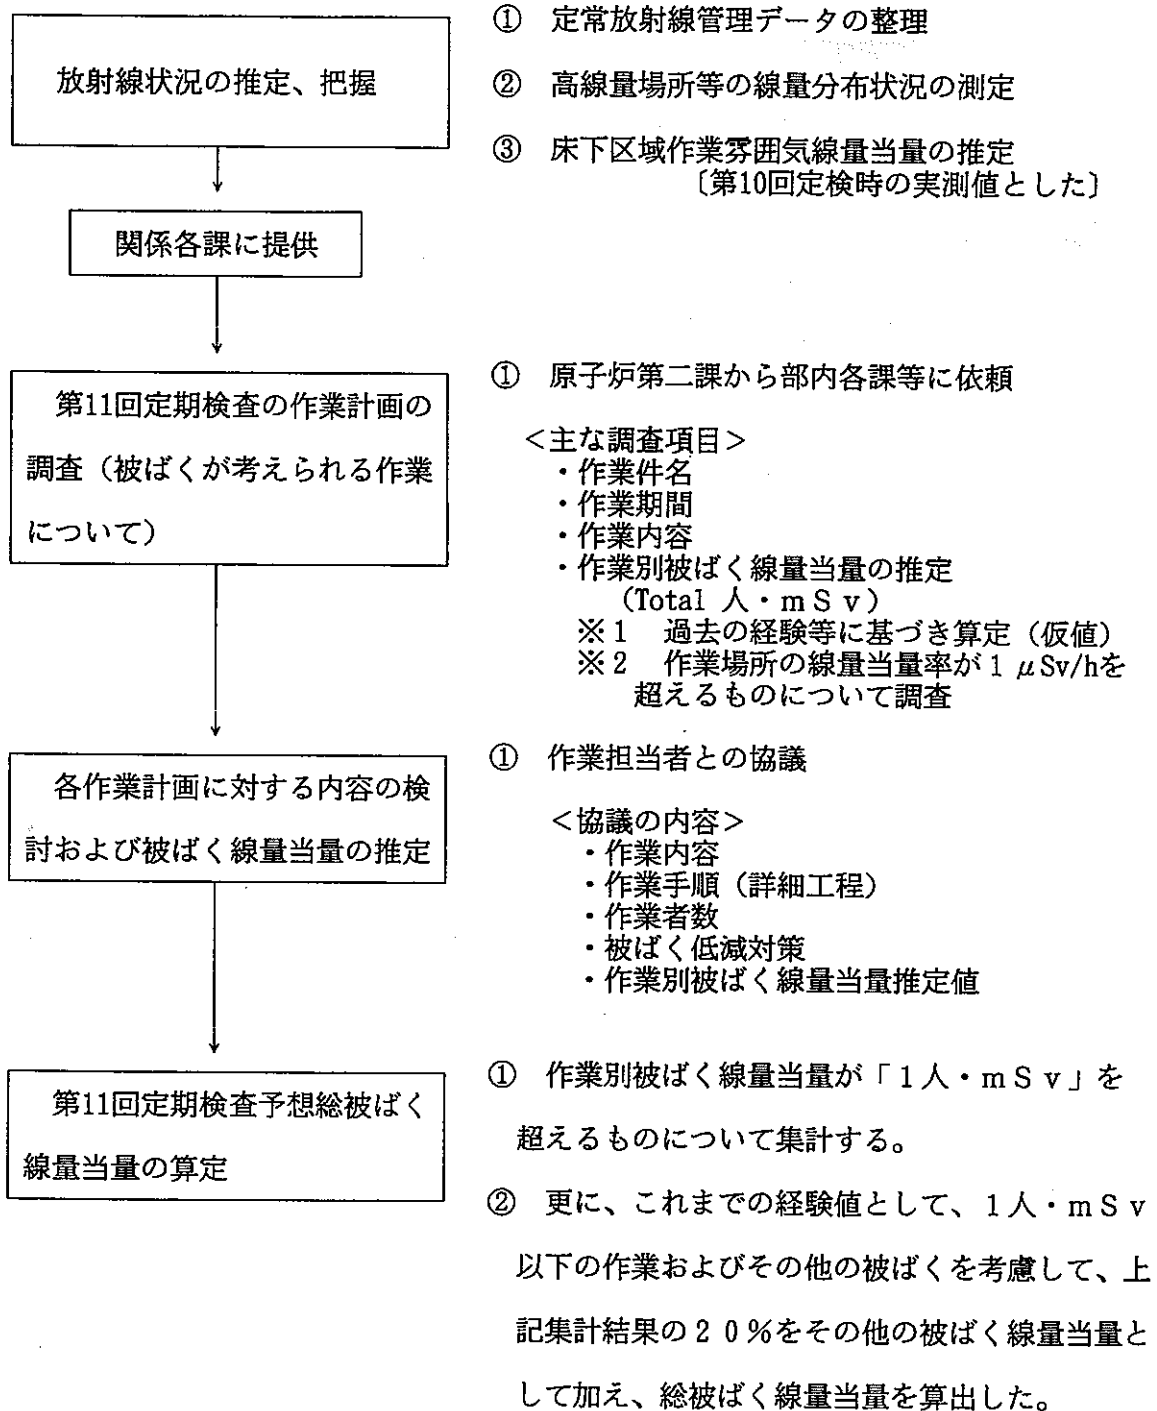 放射線状況の推定、把握
① 定常放射線管理データの整理
② 高線量場所等の線量分布状況の測定
③ 床下区域作業雰囲気線量当量の推定
〔第10回定検時の実測値とした〕
関係各課に提供
第11回定期検査の作業計画の
調査（被ばくが考えられる作業
について）
① 原子炉第二課から部内各課等に依頼
＜主な調査項目＞
・作業件名
・作業期間
・作業内容
・作業別被ばく線量当量の推定
（Total 人・ｍＳｖ）
※１ 過去の経験等に基づき算定（仮値）
※２ 作業場所の線量当量率が１μSv/hを
超えるものについて調査
各作業計画に対する内容の検
討および被ばく線量当量の推定
① 作業担当者との協議
＜協議の内容＞
・作業内容
・作業手順（詳細工程）
・作業者数
・被ばく低減対策
・作業別被ばく線量当量推定値
第11回定期検査予想総被ばく
線量当量の算定
① 作業別被ばく線量当量が「１人・ｍＳｖ」を
超えるものについて集計する。
② 更に、これまでの経験値として、１人・ｍＳｖ
以下の作業およびその他の被ばくを考慮して、上
記集計結果の２０％をその他の被ばく線量当量と
して加え、総被ばく線量当量を算出した。